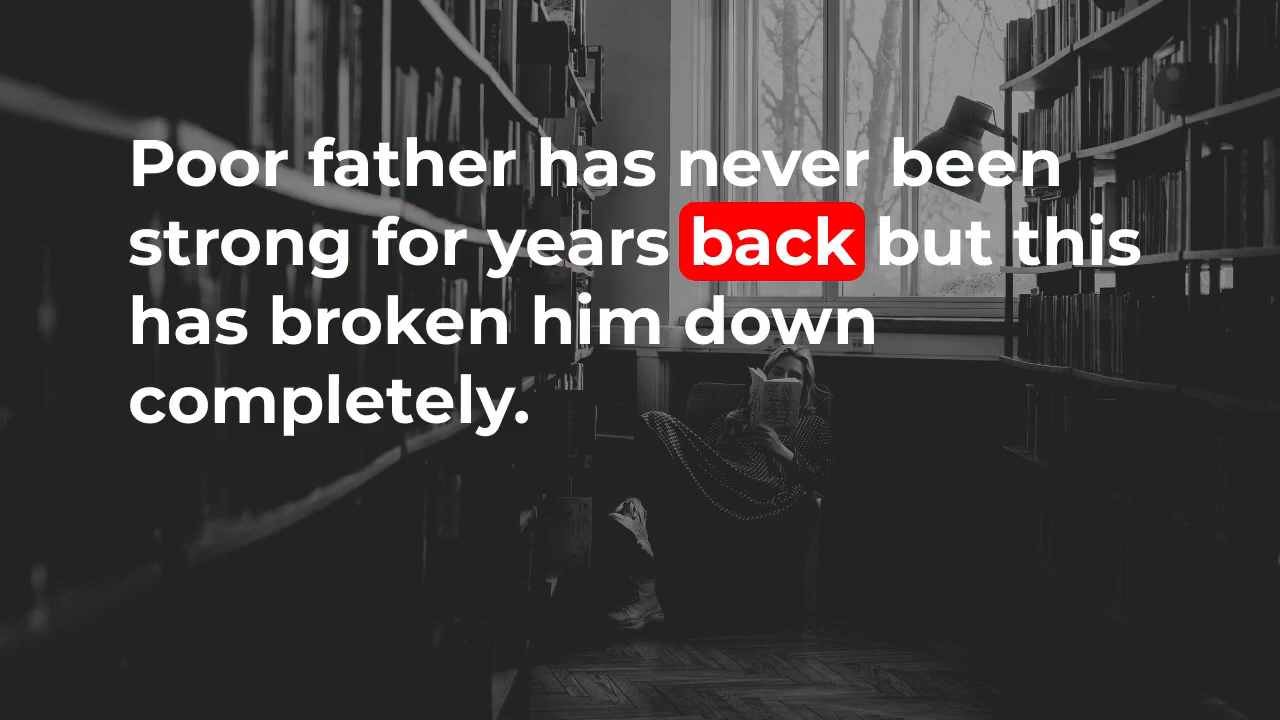 Poor father has never been
strong for years back but this
has broken him down
completely.